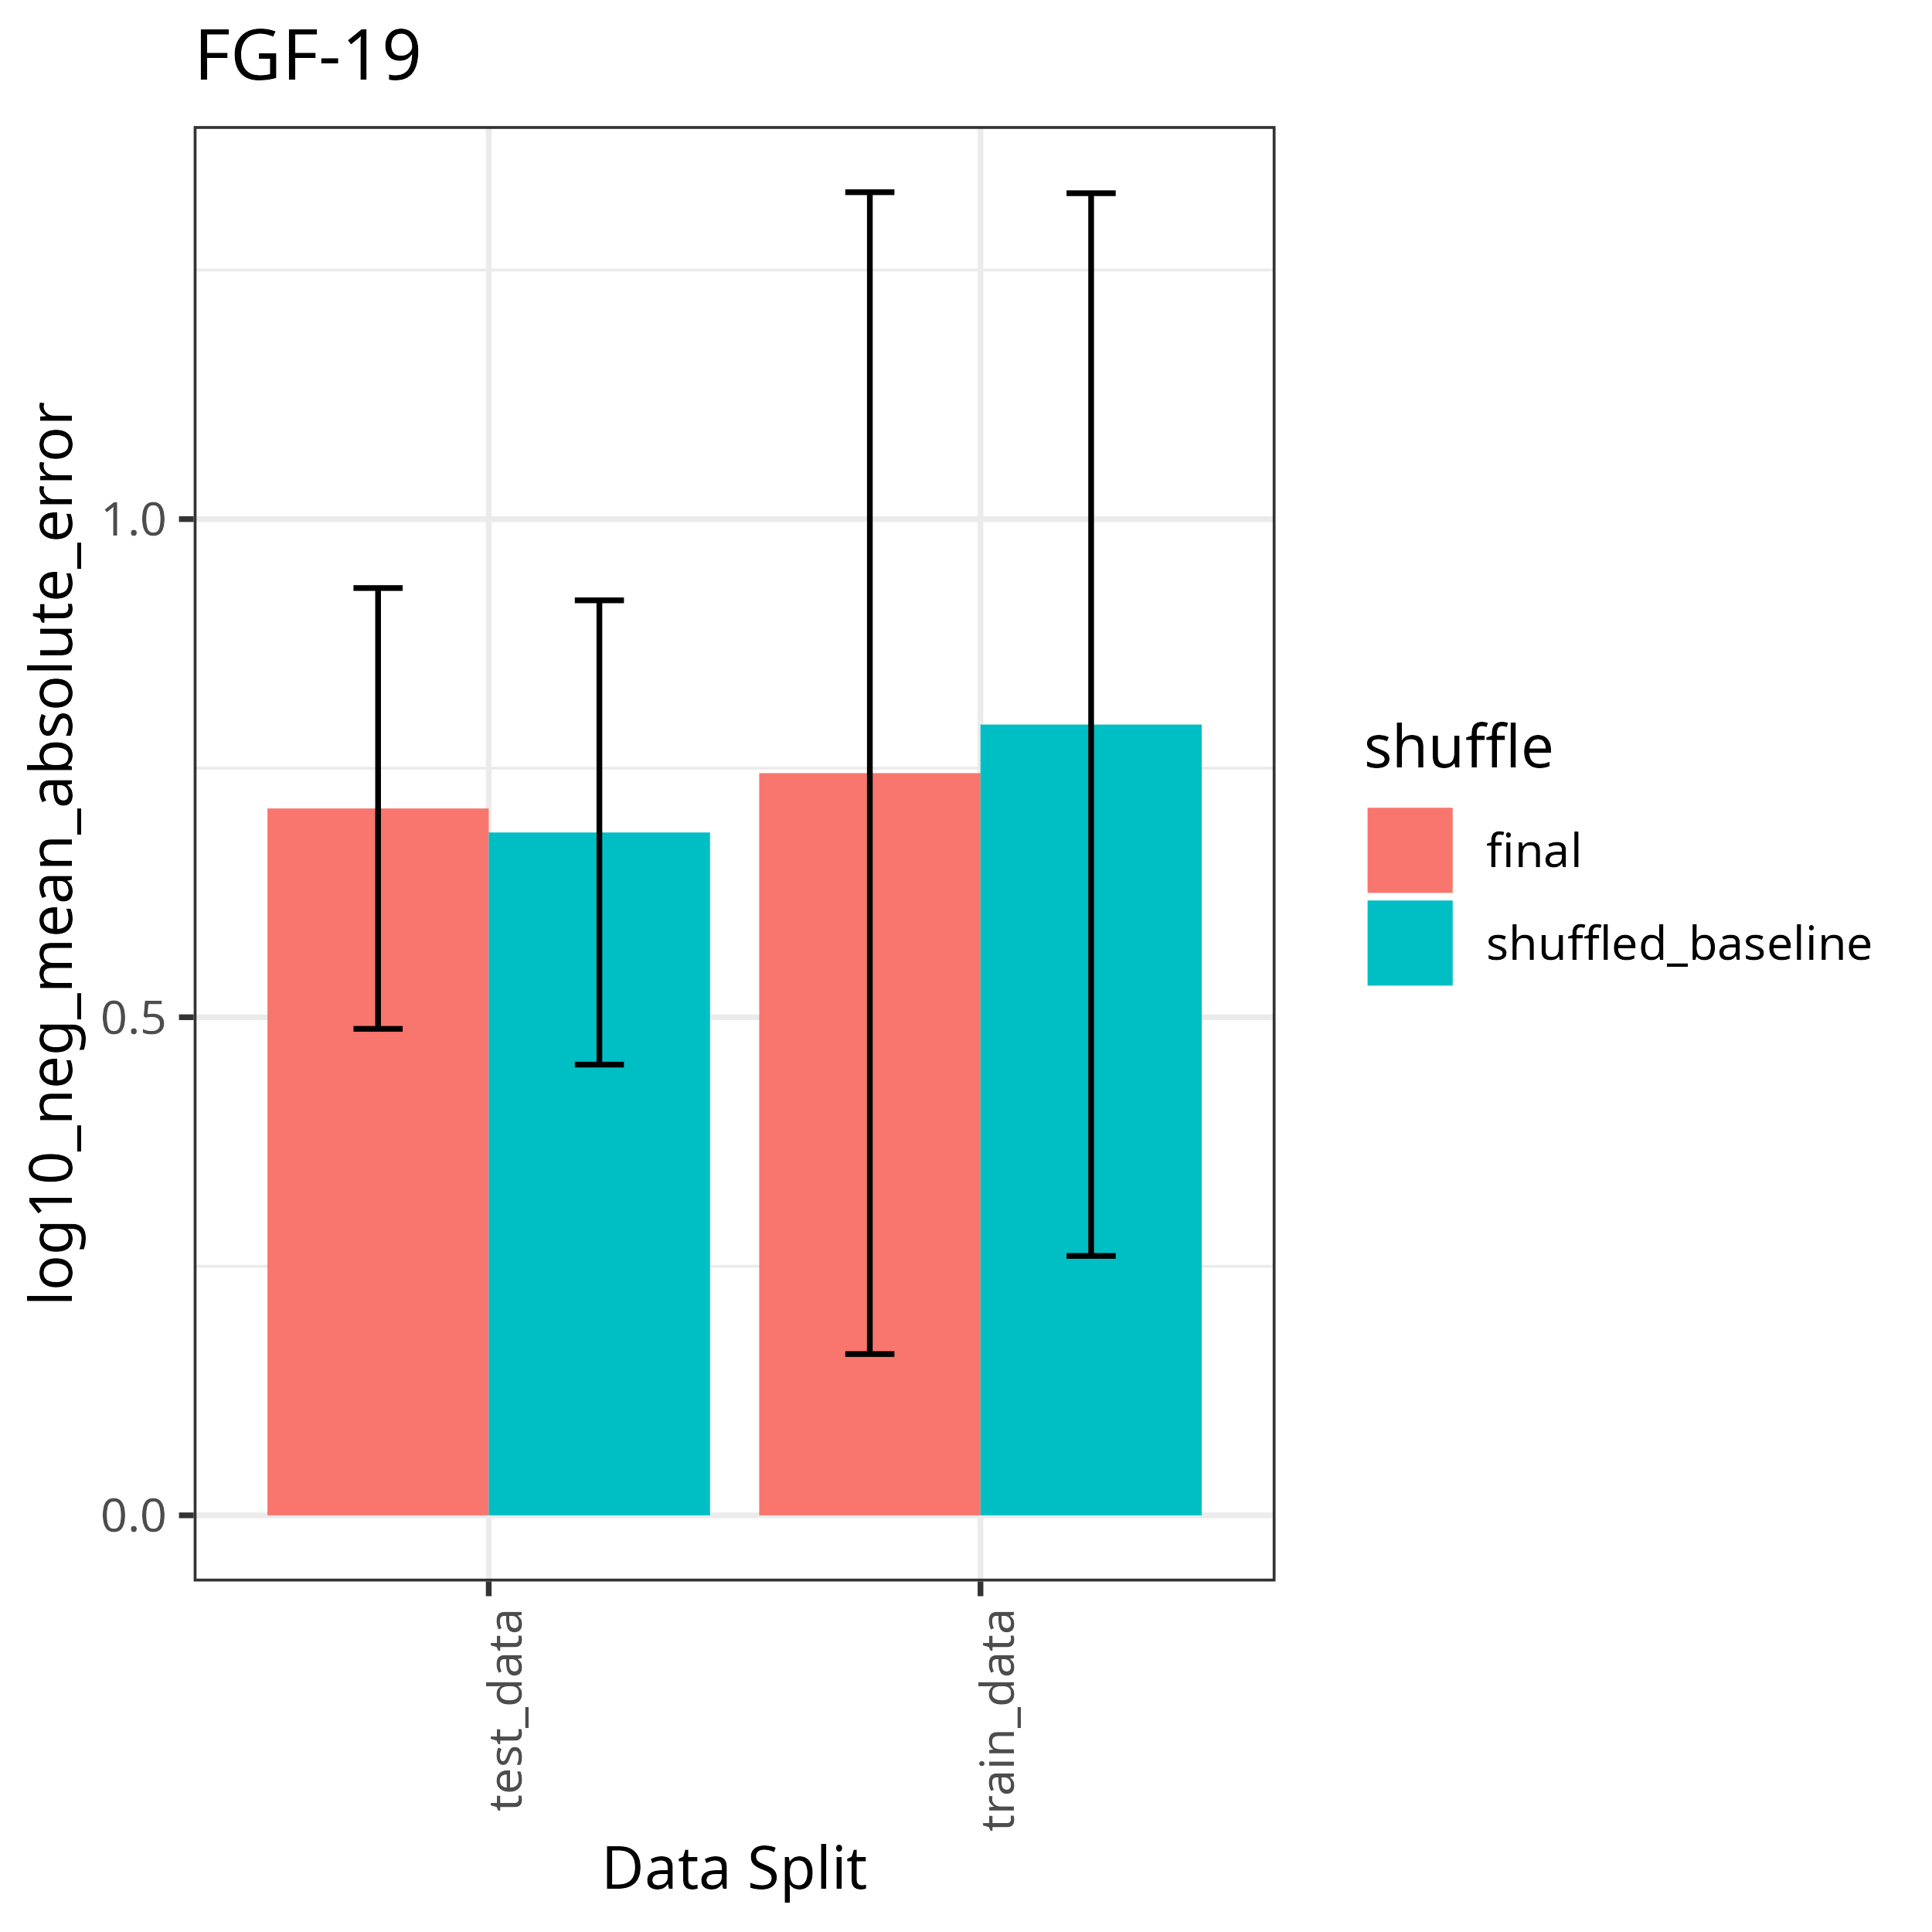 FGF-19
log10_neg_mean_absolute_error
1.0
0.5
0.0
test_data
train_data
Data Split
shuffle
final
shuffled_baseline